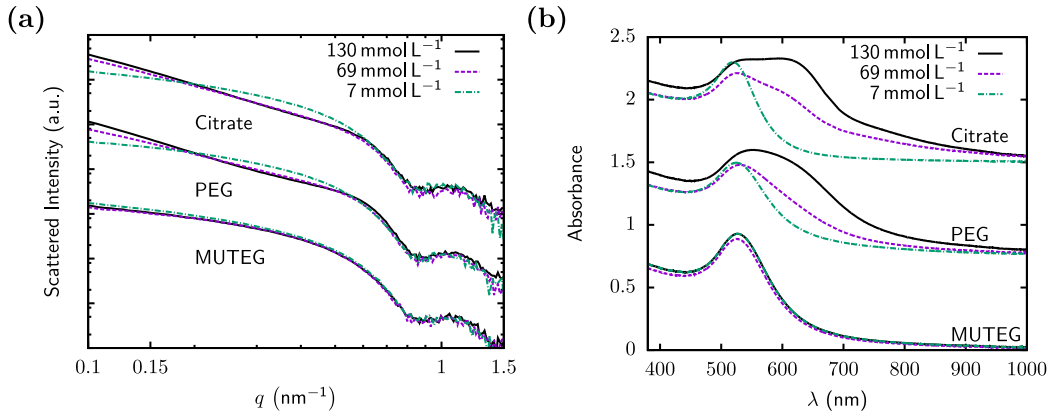 (a)
130 mmol L⁻¹
69 mmol L⁻¹
7 mmol L⁻¹
Citrate
PEG
MUTEG
Scattered Intensity (a.u.)
0.1
0.15
1
1.5
q (nm⁻¹)
(b)
2.5
2
1.5
1
0.5
0
Absorbance
130 mmol L⁻¹
69 mmol L⁻¹
7 mmol L⁻¹
Citrate
PEG
MUTEG
400
500
600
700
800
900
1000
λ (nm)